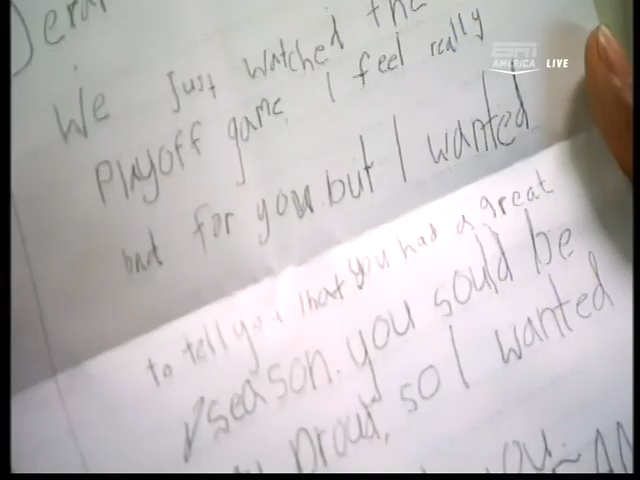 ESPN
AMERICA LIVE
We just watched the
Playoff game, I feel really
bad for you but I wanted
to tell you that you had a great
season. you sould be
proud, so I wanted